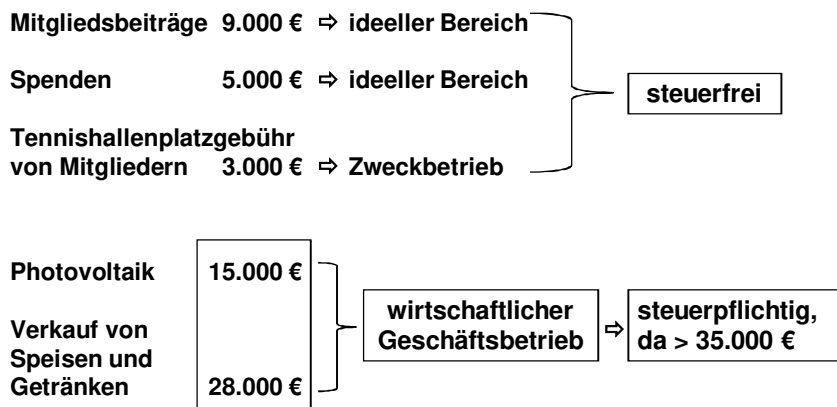 Mitgliedsbeiträge 9.000 € ⇨ ideeller Bereich
Spenden 5.000 € ⇨ ideeller Bereich
steuerfrei
Tennishallenplatzgebühr
von Mitgliedern 3.000 € ⇨ Zweckbetrieb
Photovoltaik 15.000 €
wirtschaftlicher
Geschäftsbetrieb
⇨
steuerpflichtig,
da > 35.000 €
Verkauf von
Speisen und
Getränken 28.000 €